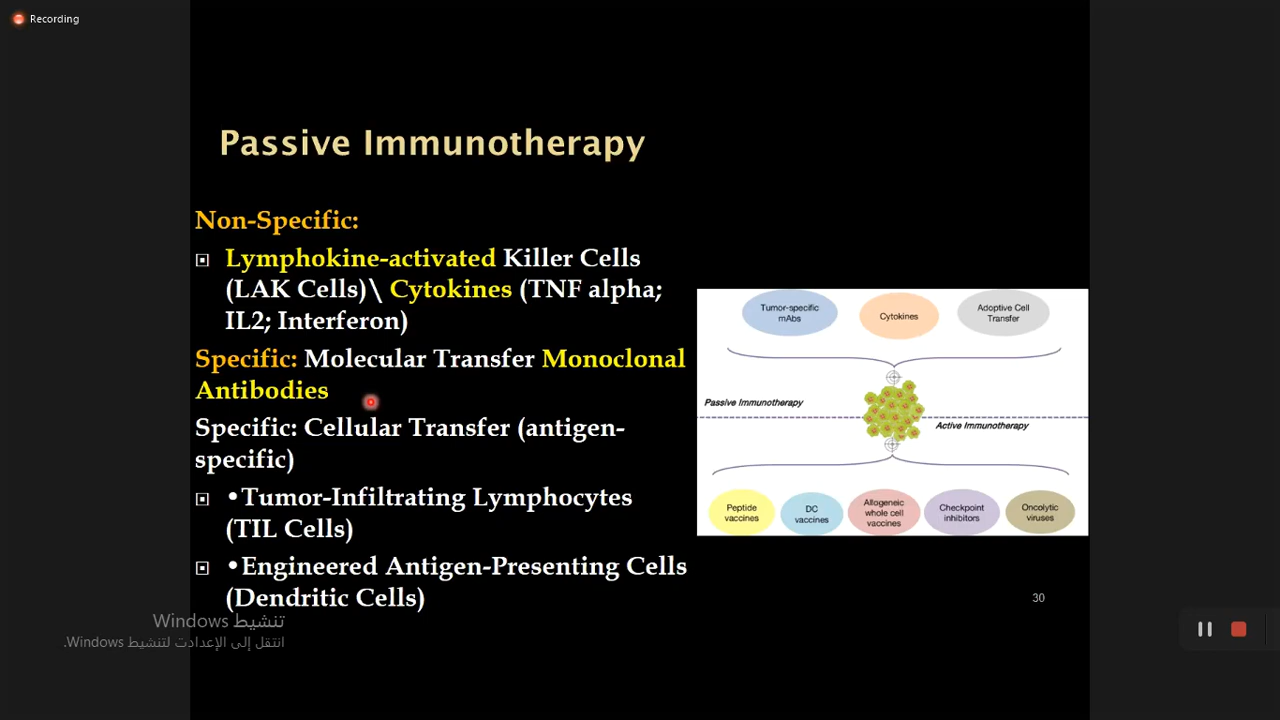 Recording
Passive Immunotherapy
Non-Specific:
Lymphokine-activated Killer Cells
(LAK Cells)\ Cytokines (TNF alpha;
IL2; Interferon)
Specific: Molecular Transfer Monoclonal
Antibodies
Specific: Cellular Transfer (antigen-
specific)
•Tumor-Infiltrating Lymphocytes
(TIL Cells)
•Engineered Antigen-Presenting Cells
(Dendritic Cells)
Tumor-specific
mAbs
Cytokines
Adoptive Cell
Transfer
Passive Immunotherapy
Active Immunotherapy
Peptide
vaccines
DC
vaccines
Allogeneic
whole cell
vaccines
Checkpoint
inhibitors
Oncolytic
viruses
30
تنشيط Windows
انتقل إلى الإعدادت لتنشيط Windows.